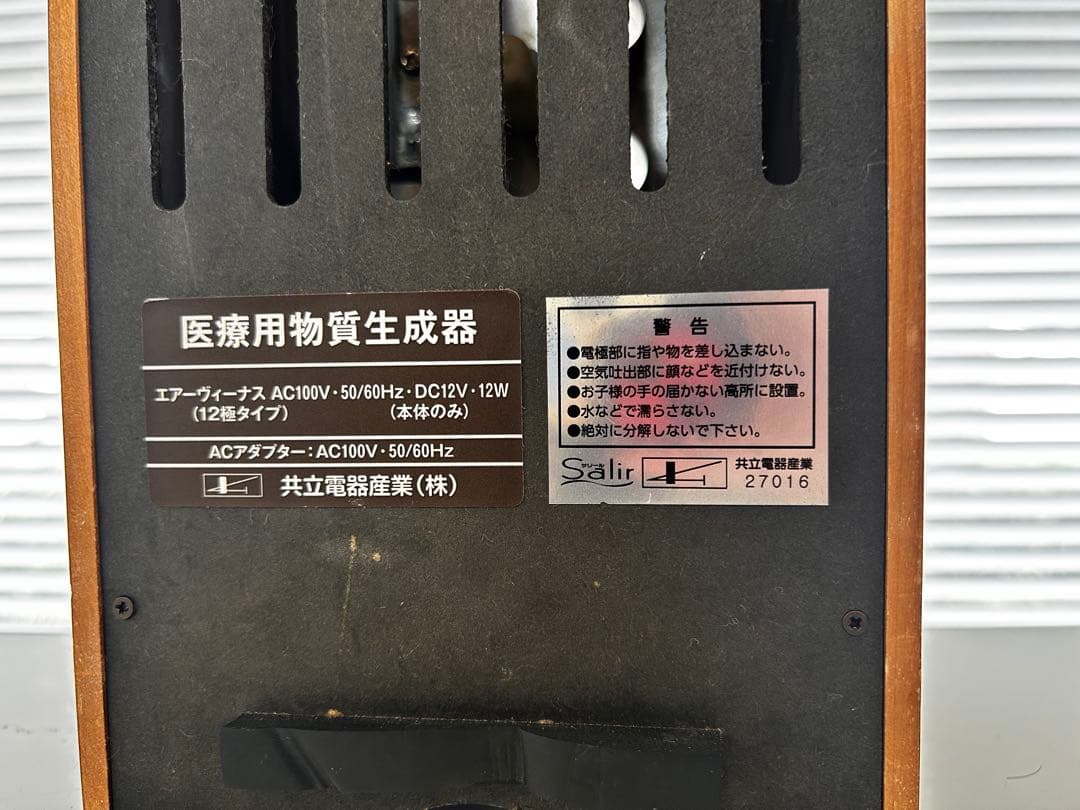 医療用物質生成器
エアーヴィーナス AC100V・50/60Hz・DC12V・12W
(12極タイプ) (本体のみ)
ACアダプター:AC100V・50/60Hz
共立電器産業(株)
警告
●電極部に指や物を差し込まない。
●空気吐出部に顔などを近付けない。
●お子様の手の届かない高所に設置。
●水などで濡らさない。
●絶対に分解しないで下さい。
サリール
Salir
共立電器産業
27016